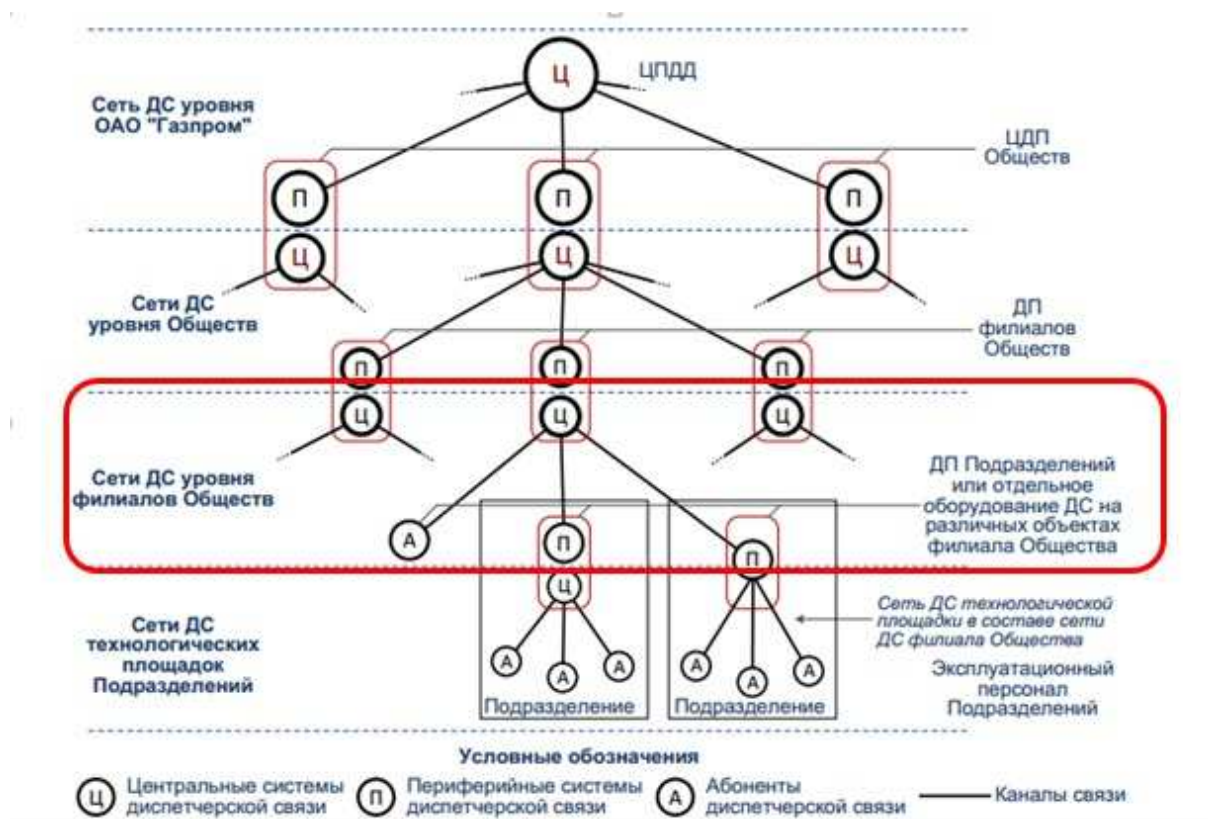 Ц
ЦПДД
Сеть ДС уровня
ОАО "Газпром"
ЦДП
Обществ
П
П
П
Ц
Ц
Ц
Сети ДС
уровня Обществ
ДП
филиалов
Обществ
П
П
П
Ц
Ц
Ц
Сети ДС уровня
филиалов Обществ
ДП Подразделений
или отдельное
оборудование ДС на
различных объектах
филиала Общества
А
П
П
Ц
Сети ДС
технологических
площадок
Подразделений
Сеть ДС технологической
площадки в составе сети
ДС филиала Общества
А
А
А
А
А
А
Эксплуатационный
персонал
Подразделений
Подразделение
Подразделение
Условные обозначения
Ц
Центральные системы
диспетчерской связи
П
Периферийные системы
диспетчерской связи
А
Абоненты
диспетчерской связи
Каналы связи